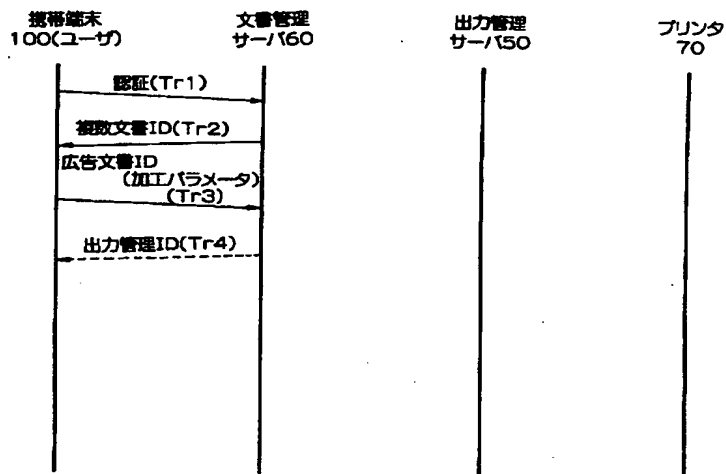 携帯端末
100(ユーザ)
文書管理
サーバ60
出力管理
サーバ50
プリンタ
70
認証(Tr1)
複数文書ID(Tr2)
広告文書ID
(加工パラメータ)
(Tr3)
出力管理ID(Tr4)